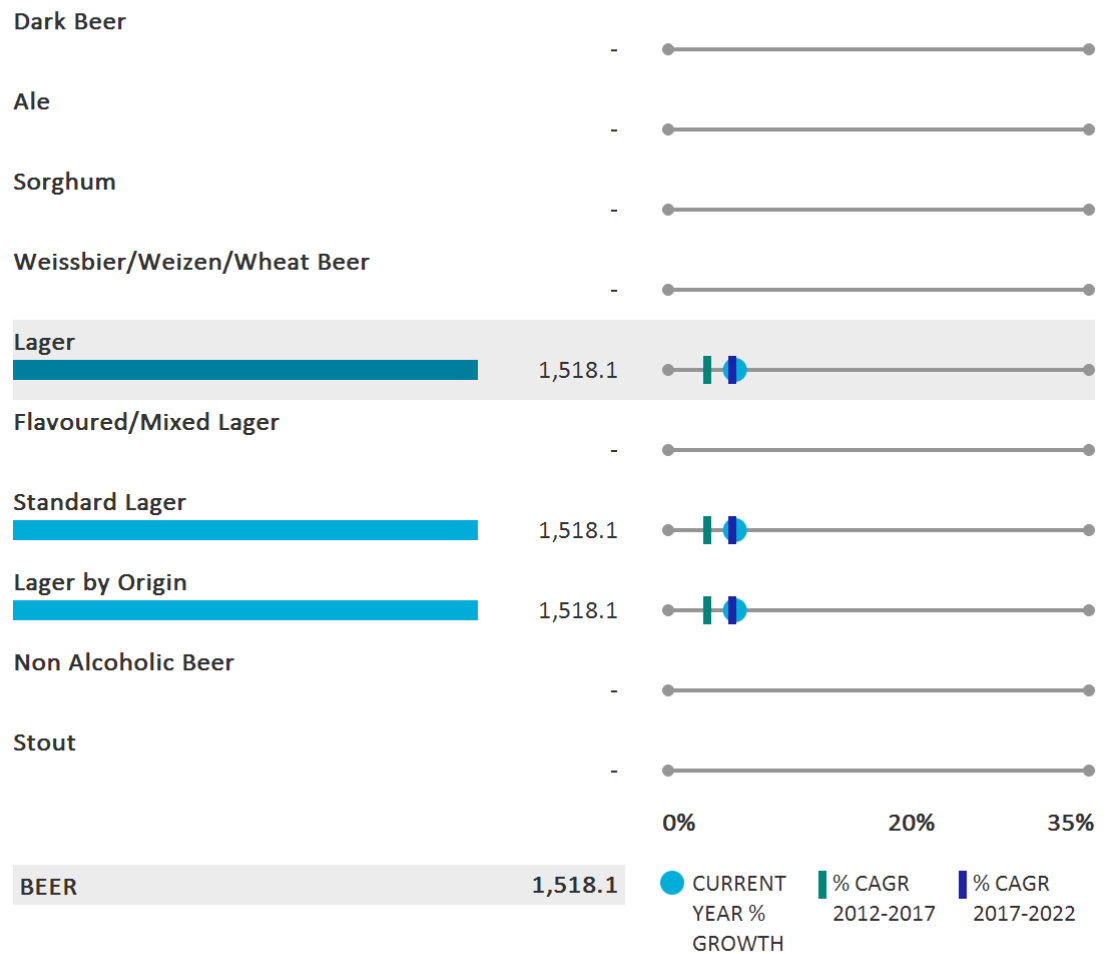 Dark Beer
-
Ale
-
Sorghum
-
Weissbier/Weizen/Wheat Beer
-
Lager
1,518.1
Flavoured/Mixed Lager
-
Standard Lager
1,518.1
Lager by Origin
1,518.1
Non Alcoholic Beer
-
Stout
-
0% 20% 35%
BEER 1,518.1
CURRENT
YEAR %
GROWTH
% CAGR
2012-2017
% CAGR
2017-2022